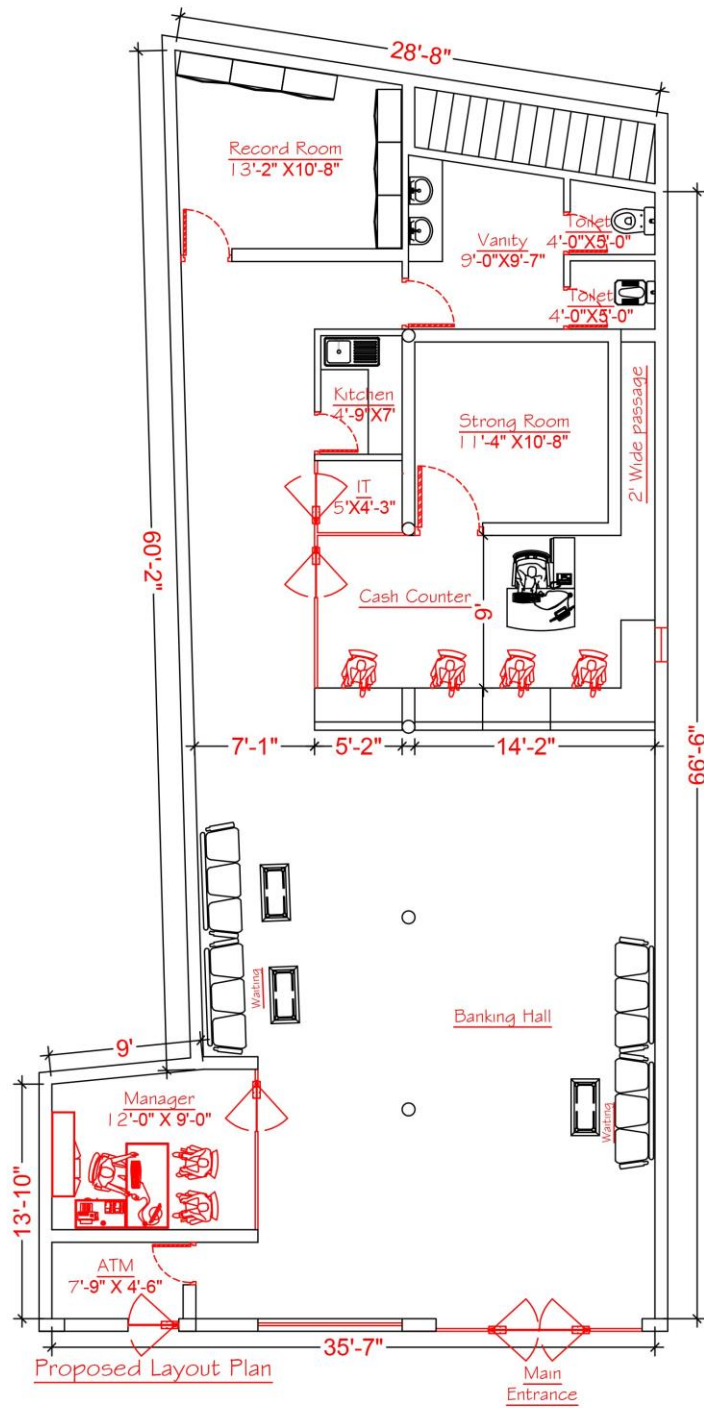 28'-8"
Record Room
13'-2" X10'-8"
Vanity
9'-0"X9'-7"
Toilet
4'-0"X5'-0"
Toilet
4'-0"X5'-0"
Kitchen
4'-9"X7'
Strong Room
11'-4" X10'-8"
2' Wide passage
IT
5'X4'-3"
60'-2"
Cash Counter
9'
7'-1"
5'-2"
14'-2"
66'-9"
Waiting
Banking Hall
Waiting
9'
Manager
12'-0" X 9'-0"
13'-10"
ATM
7'-9" X 4'-6"
35'-7"
Proposed Layout Plan
Main
Entrance